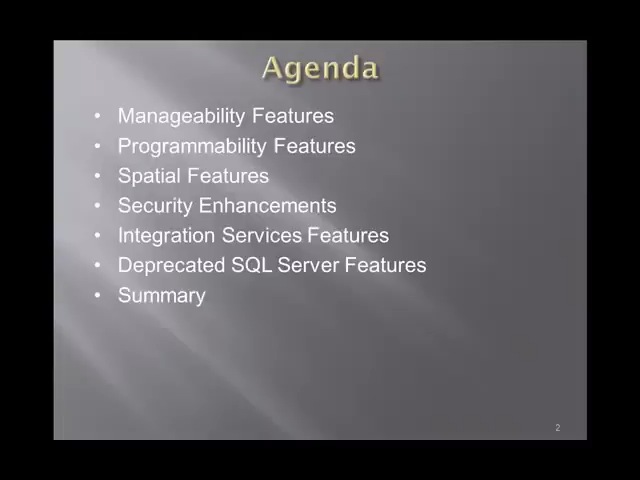 Agenda
• Manageability Features
• Programmability Features
• Spatial Features
• Security Enhancements
• Integration Services Features
• Deprecated SQL Server Features
• Summary
2